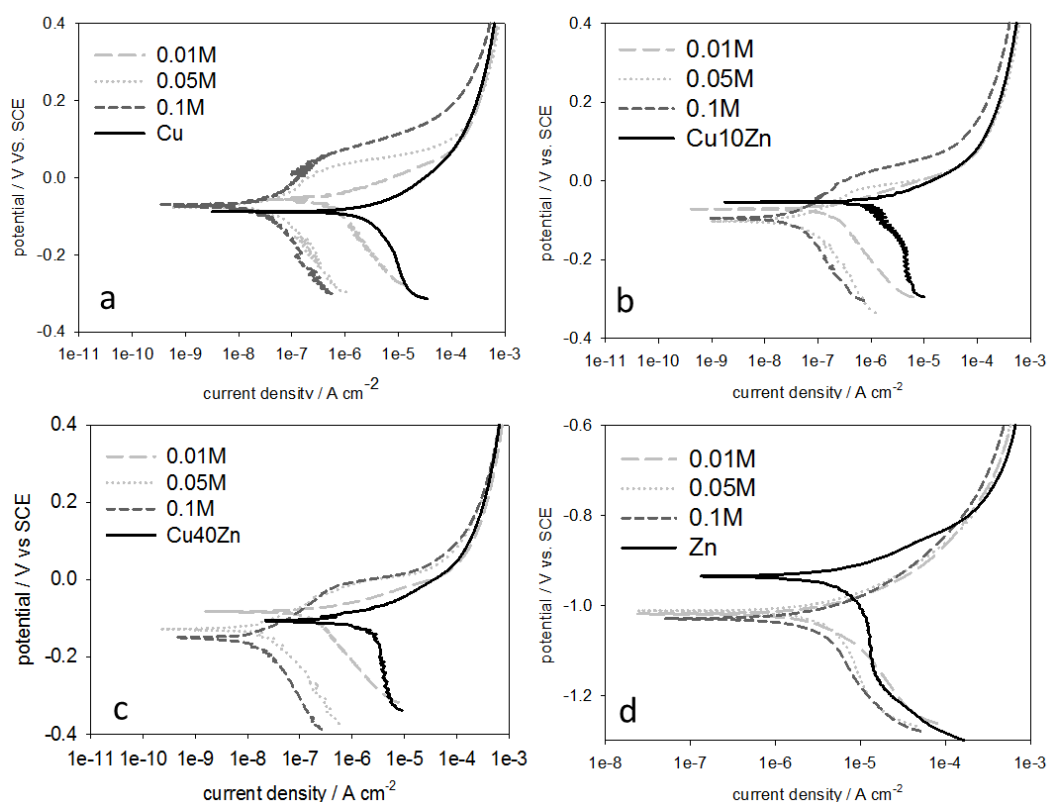 0.4
0.2
0.0
-0.2
-0.4
potential / V Vs. SCE
0.01M
0.05M
0.1M
Cu
a
1e-11 1e-10 1e-9 1e-8 1e-7 1e-6 1e-5 1e-4 1e-3
current density / A cm-2
0.4
0.2
0.0
-0.2
-0.4
potential / V Vs. SCE
0.01M
0.05M
0.1M
Cu10Zn
b
1e-11 1e-10 1e-9 1e-8 1e-7 1e-6 1e-5 1e-4 1e-3
current density / A cm-2
0.4
0.2
0.0
-0.2
-0.4
potential / V vs SCE
0.01M
0.05M
0.1M
Cu40Zn
c
1e-11 1e-10 1e-9 1e-8 1e-7 1e-6 1e-5 1e-4 1e-3
current density / A cm-2
-0.6
-0.8
-1.0
-1.2
potential / V vs. SCE
0.01M
0.05M
0.1M
Zn
d
1e-8 1e-7 1e-6 1e-5 1e-4 1e-3
current density / A cm-2